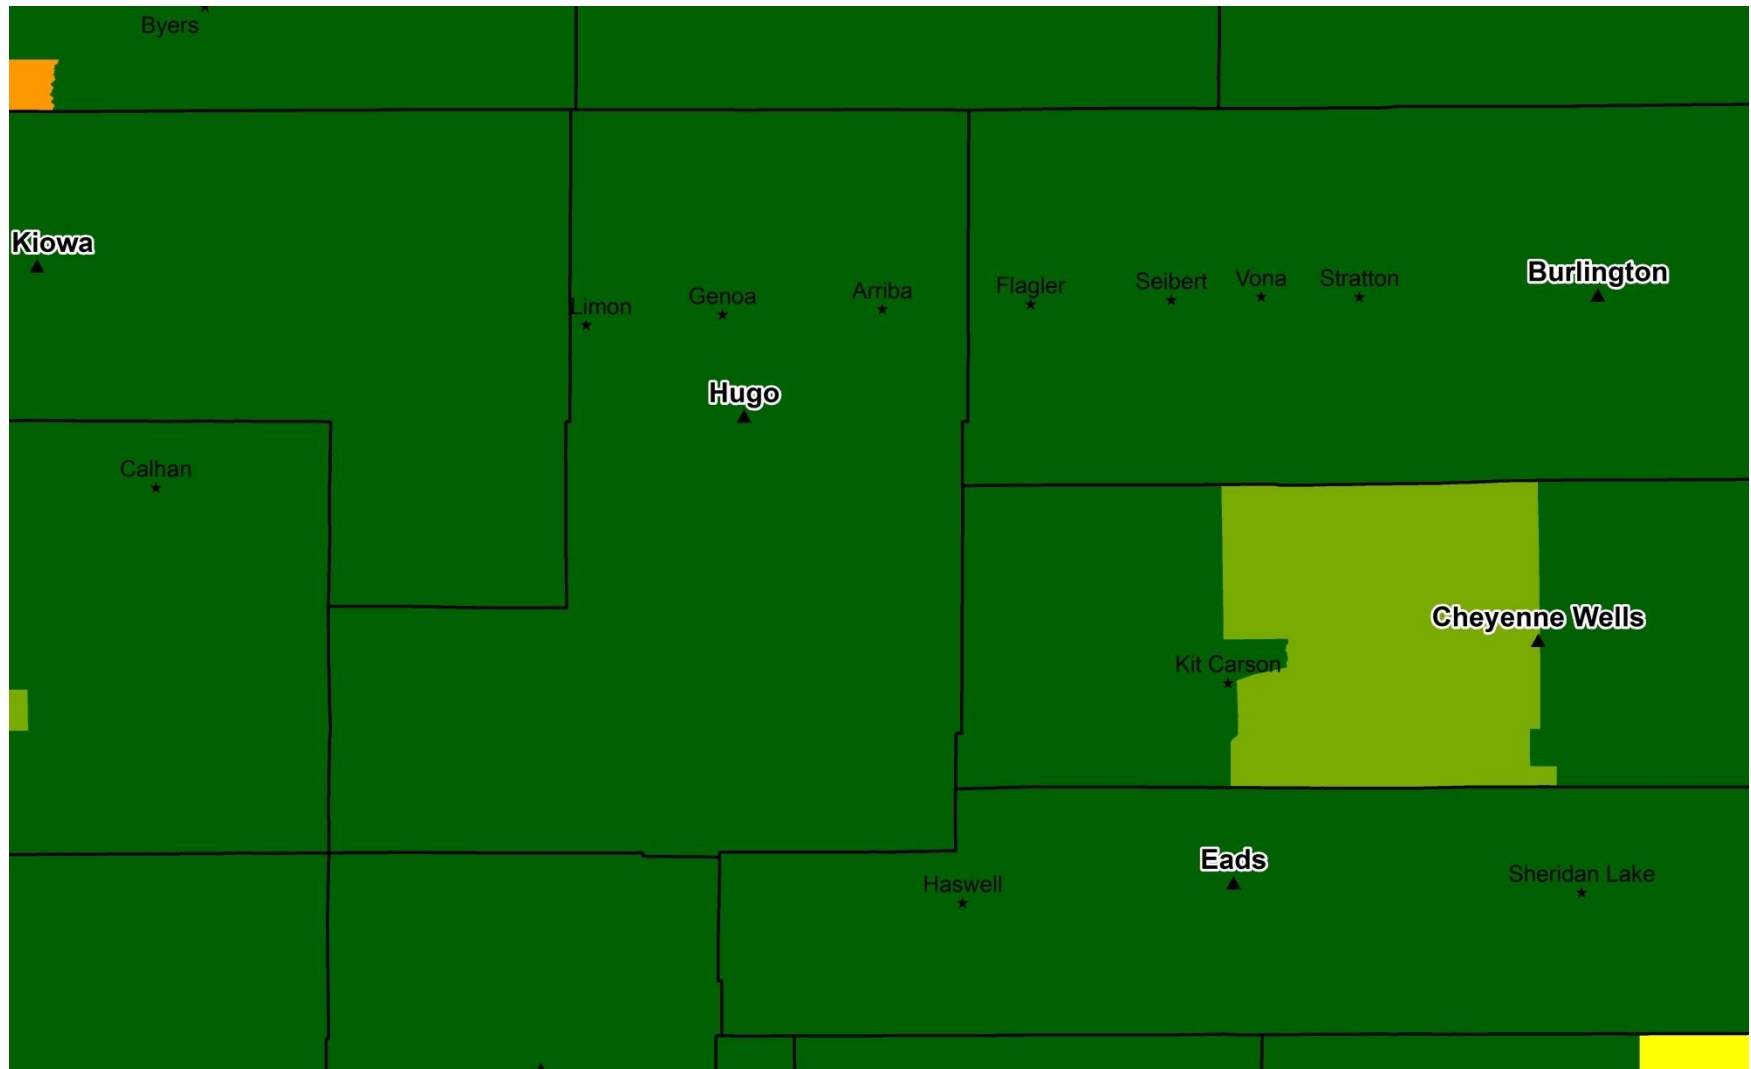 Byers
Kiowa
Limon
Genoa
Arriba
Flagler
Seibert
Vona
Stratton
Burlington
Hugo
Calhan
Cheyenne Wells
Kit Carson
Eads
Haswell
Sheridan Lake